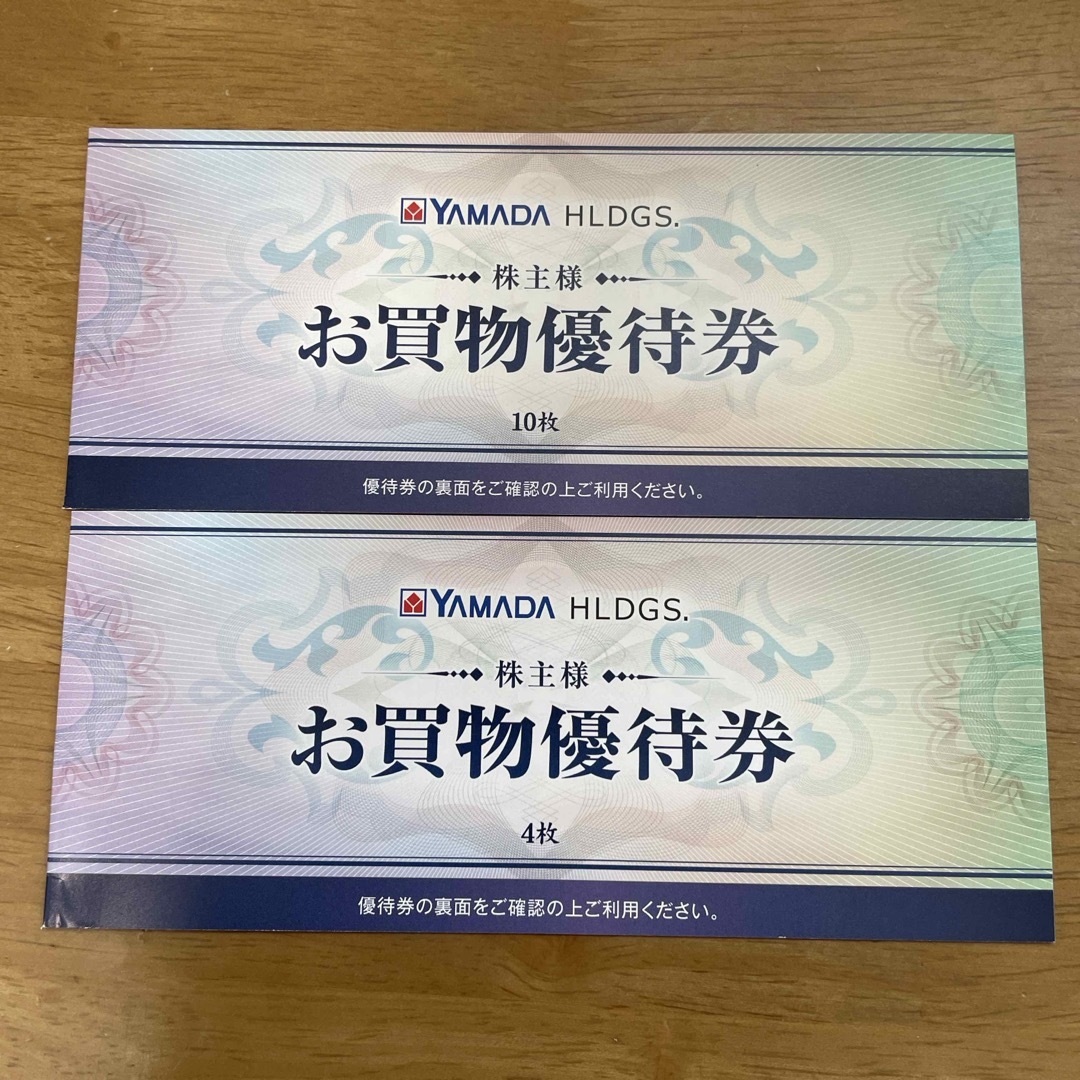 YAMADA HLDGS.
株主様
お買物優待券
10枚
優待券の裏面をご確認の上ご利用ください。
YAMADA HLDGS.
株主様
お買物優待券
4枚
優待券の裏面をご確認の上ご利用ください。